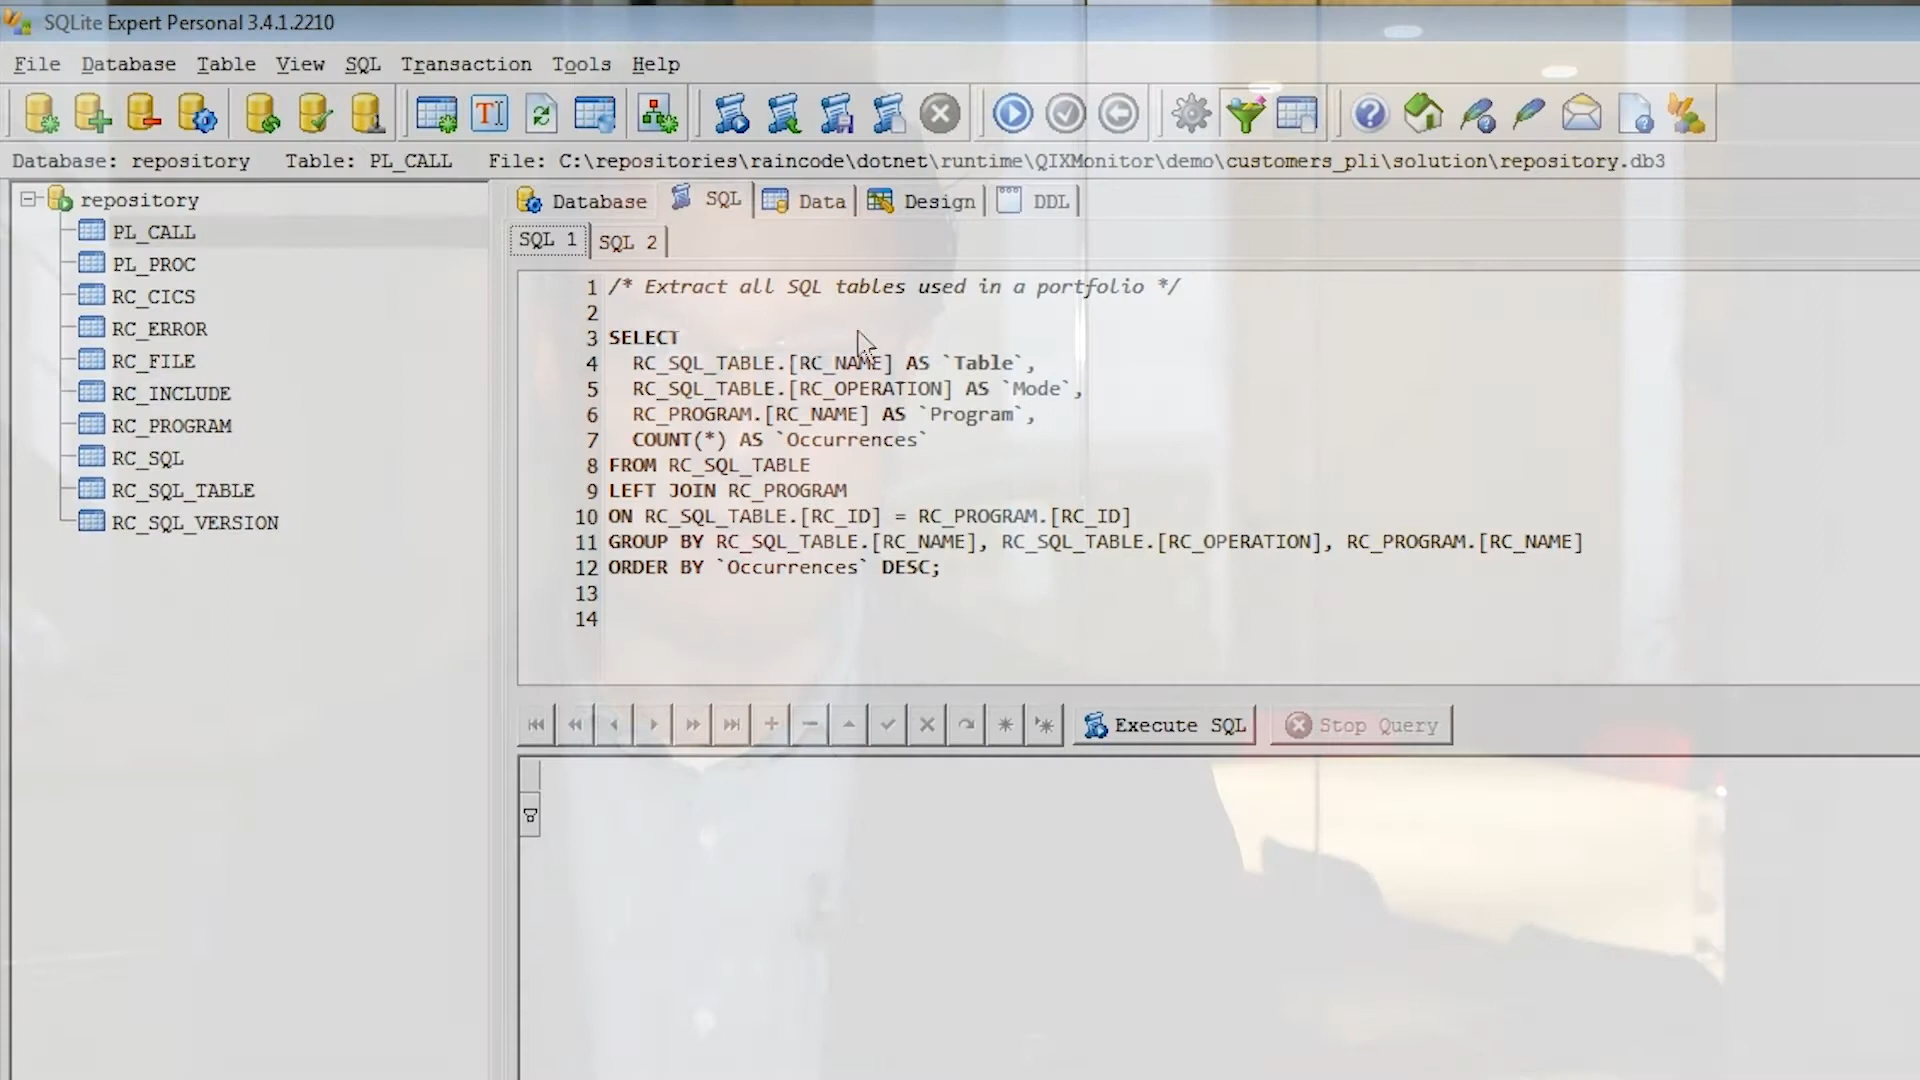 SQLite Expert Personal 3.4.1.2210
File Database Table View SQL Transaction Tools Help
Database: repository Table: PL_CALL File: C:\repositories\raincode\dotnet\runtime\QIXMonitor\demo\customers_pli\solution\repository.db3
repository
PL_CALL
PL_PROC
RC_CICS
RC_ERROR
RC_FILE
RC_INCLUDE
RC_PROGRAM
RC_SQL
RC_SQL_TABLE
RC_SQL_VERSION
Database SQL Data Design DDL
SQL 1 SQL 2
1 /* Extract all SQL tables used in a portfolio */
2
3 SELECT
4 RC_SQL_TABLE.[RC_NAME] AS `Table`,
5 RC_SQL_TABLE.[RC_OPERATION] AS `Mode`,
6 RC_PROGRAM.[RC_NAME] AS `Program`,
7 COUNT(*) AS `Occurrences`
8 FROM RC_SQL_TABLE
9 LEFT JOIN RC_PROGRAM
10 ON RC_SQL_TABLE.[RC_ID] = RC_PROGRAM.[RC_ID]
11 GROUP BY RC_SQL_TABLE.[RC_NAME], RC_SQL_TABLE.[RC_OPERATION], RC_PROGRAM.[RC_NAME]
12 ORDER BY `Occurrences` DESC;
13
14
Execute SQL Stop Query